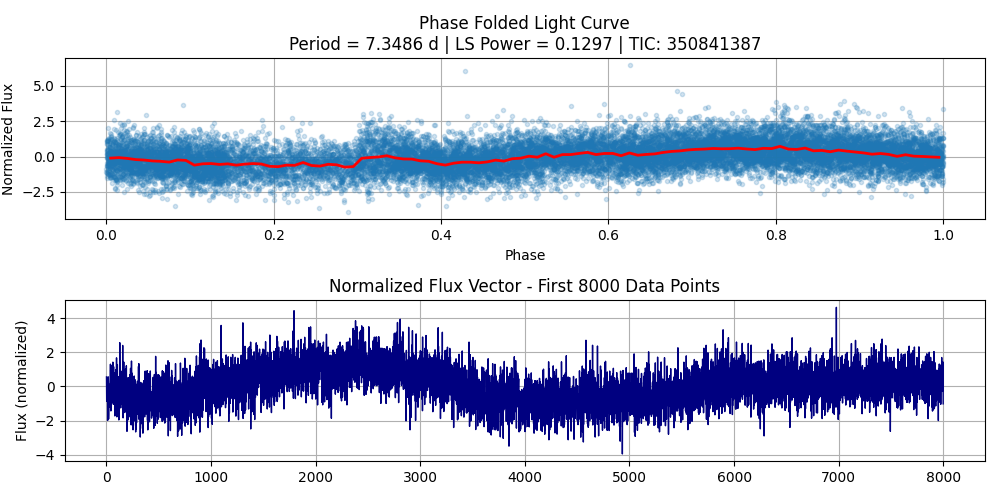 Phase Folded Light Curve
Period = 7.3486 d | LS Power = 0.1297 | TIC: 350841387
Normalized Flux
5.0
2.5
0.0
−2.5
0.0 0.2 0.4 0.6 0.8 1.0
Phase
Normalized Flux Vector - First 8000 Data Points
Flux (normalized)
4
2
0
−2
−4
0 1000 2000 3000 4000 5000 6000 7000 8000